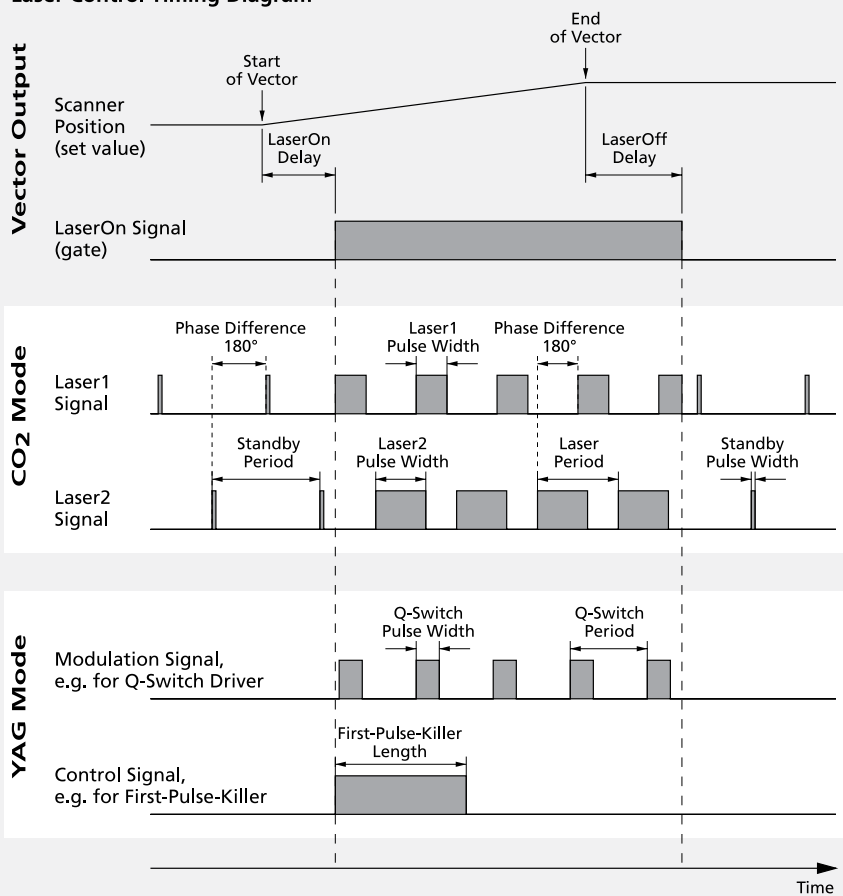 Laser Control Timing Diagram
Vector Output
Start
of Vector
End
of Vector
Scanner
Position
(set value)
LaserOn
Delay
LaserOff
Delay
LaserOn Signal
(gate)
CO2 Mode
Phase Difference
180°
Laser1
Pulse Width
Phase Difference
180°
Laser1
Signal
Standby
Period
Laser2
Pulse Width
Laser
Period
Standby
Pulse Width
Laser2
Signal
YAG Mode
Q-Switch
Pulse Width
Q-Switch
Period
Modulation Signal,
e.g. for Q-Switch Driver
First-Pulse-Killer
Length
Control Signal,
e.g. for First-Pulse-Killer
Time